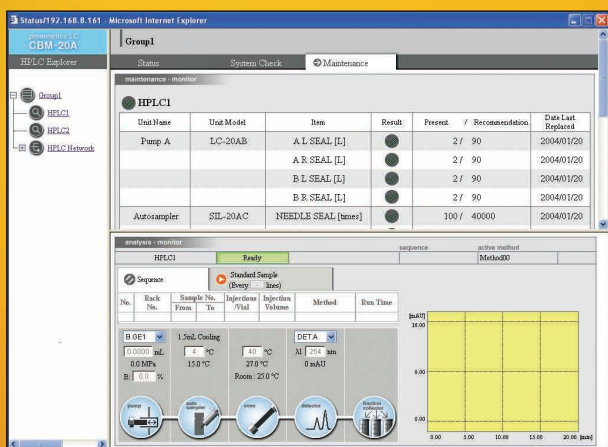 Status/192.168.8.161 - Microsoft Internet Explorer
prominence LC
CBM-20A
HPLC Explorer
Group1
HPLC1
HPLC2
HPLC Network
Group1
Status System Check Maintenance
maintenance - monitor
HPLC1
Unit Name Unit Model Item Result Present / Recommendation Date Last Replaced
Pump A LC-20AB A L SEAL [L] 2 / 90 2004/01/20
A R SEAL [L] 2 / 90 2004/01/20
B L SEAL [L] 2 / 90 2004/01/20
B R SEAL [L] 2 / 90 2004/01/20
Autosampler SIL-20AC NEEDLE SEAL [times] 100 / 40000 2004/01/20
analysis - monitor
sequence active method
HPLC1 Ready Method00
Sequence Standard Sample
(Every -- lines)
No. Rack No. Sample No. From To Injections /Vial Injection Volume Method Run Time
B.GE1 1.5mL Cooling DET.A
0.0000 mL 4 °C 40 °C λ1 254 nm
0.0 MPa 15.0 °C 27.0 °C 0 mAU
B: 0.0 % Room : 25.0 °C
pump auto sampler oven detector fraction collector
[mAU]
16.00
8.00
0.00
0.00 5.00 10.00 15.00 20.00 [min]